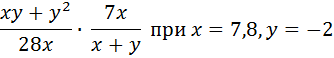 (xy + y²)/(28x) · (7x)/(x + y) при x = 7,8, y = −2